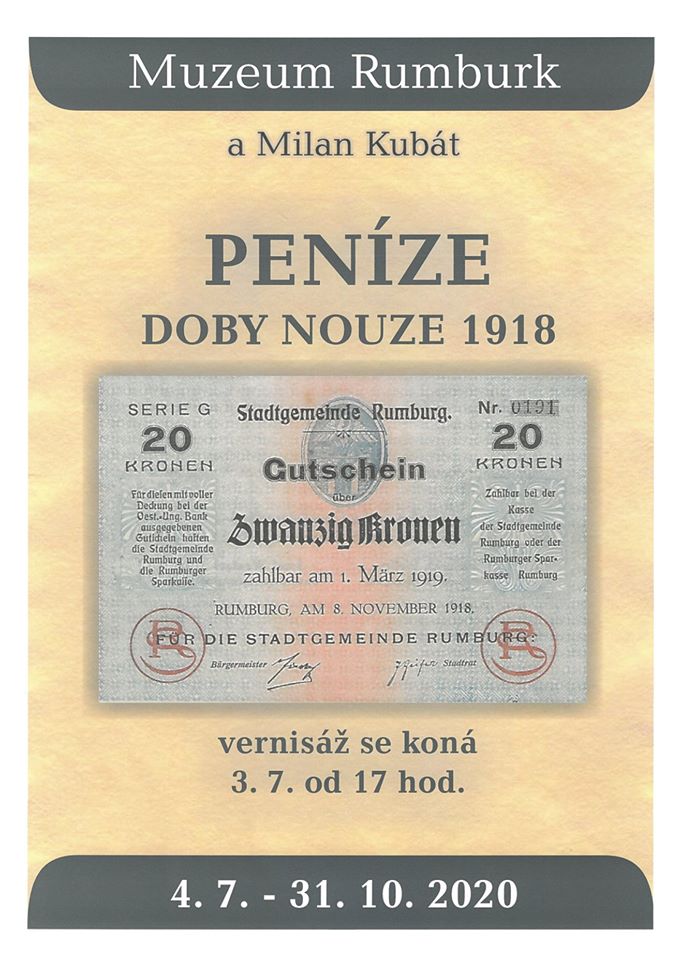 Muzeum Rumburk
a Milan Kubát
PENÍZE
DOBY NOUZE 1918
SERIE G
20
KRONEN
Stadtgemeinde Rumburg.
Nr. 0191
20
KRONEN
Gutschein
über
Zwanzig Kronen
zahlbar am 1. März 1919.
Für diesen mit voller
Deckung bei der
Oest.-Ung. Bank
ausgegebenen
Gutschein haften
die Stadtgemeinde
Rumburg und
die Rumburger
Sparkasse.
Zahlbar bei der
Kasse
der Stadtgemeinde
Rumburg oder der
Rumburger Spar-
kasse Rumburg
RUMBURG, AM 8. NOVEMBER 1918.
FÜR DIE STADTGEMEINDE RUMBURG:
Bürgermeister
Stadtrat
vernisáž se koná
3. 7. od 17 hod.
4. 7. - 31. 10. 2020